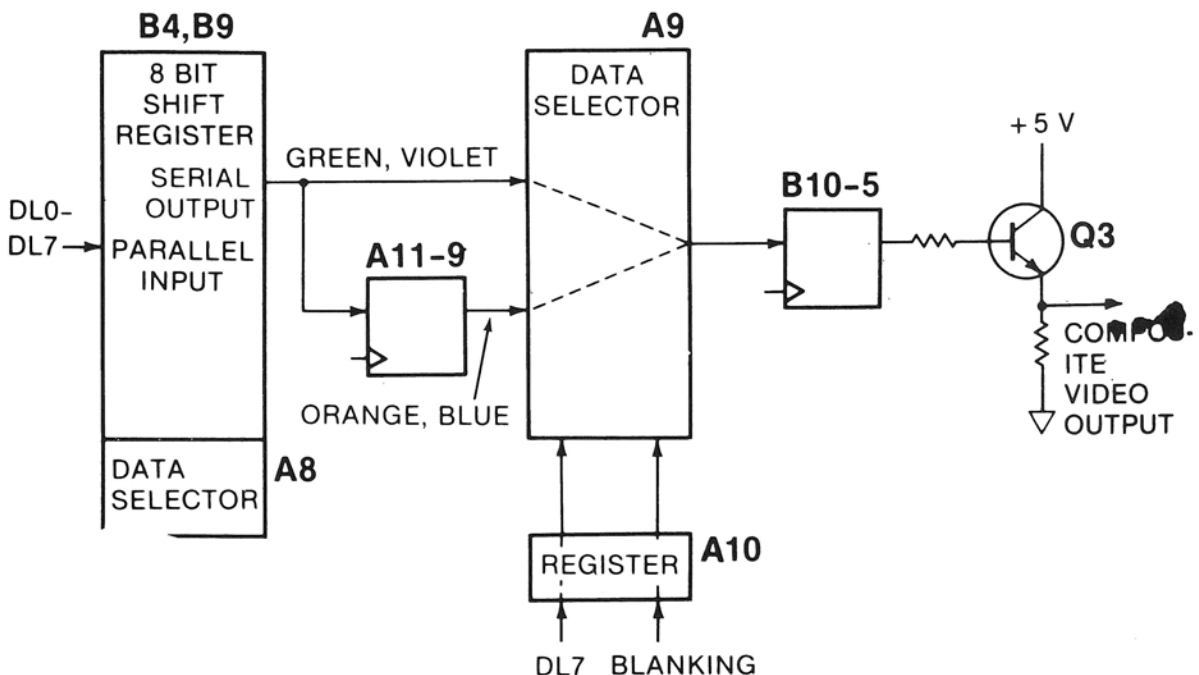 B4,B9
8 BIT
SHIFT
REGISTER
SERIAL
OUTPUT
DL0-
DL7
PARALLEL
INPUT
DATA
SELECTOR
A8
GREEN, VIOLET
A11-9
ORANGE, BLUE
A9
DATA
SELECTOR
REGISTER
A10
DL7 BLANKING
B10-5
+5 V
Q3
COMPOS-
ITE
VIDEO
OUTPUT